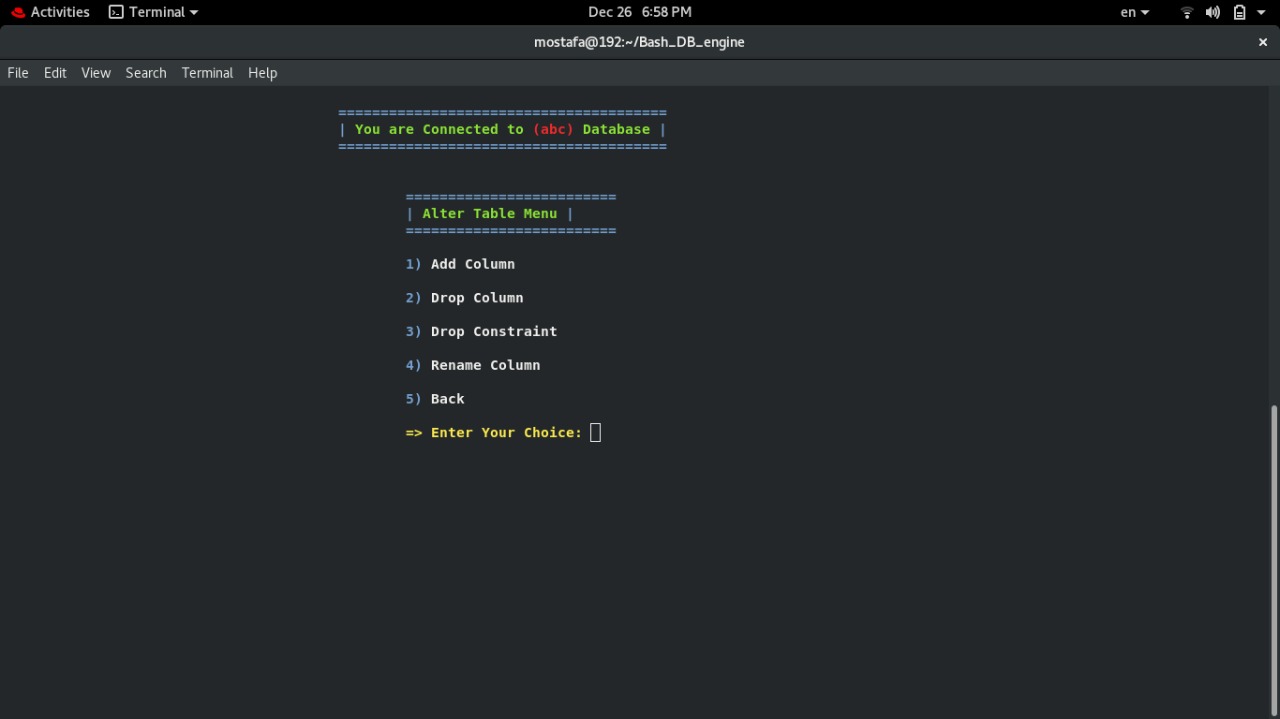 Activities Terminal Dec 26 6:58 PM en
mostafa@192:~/Bash_DB_engine ×
File Edit View Search Terminal Help
=======================================
| You are Connected to (abc) Database |
=======================================
=========================
| Alter Table Menu |
=========================
1) Add Column
2) Drop Column
3) Drop Constraint
4) Rename Column
5) Back
=> Enter Your Choice: